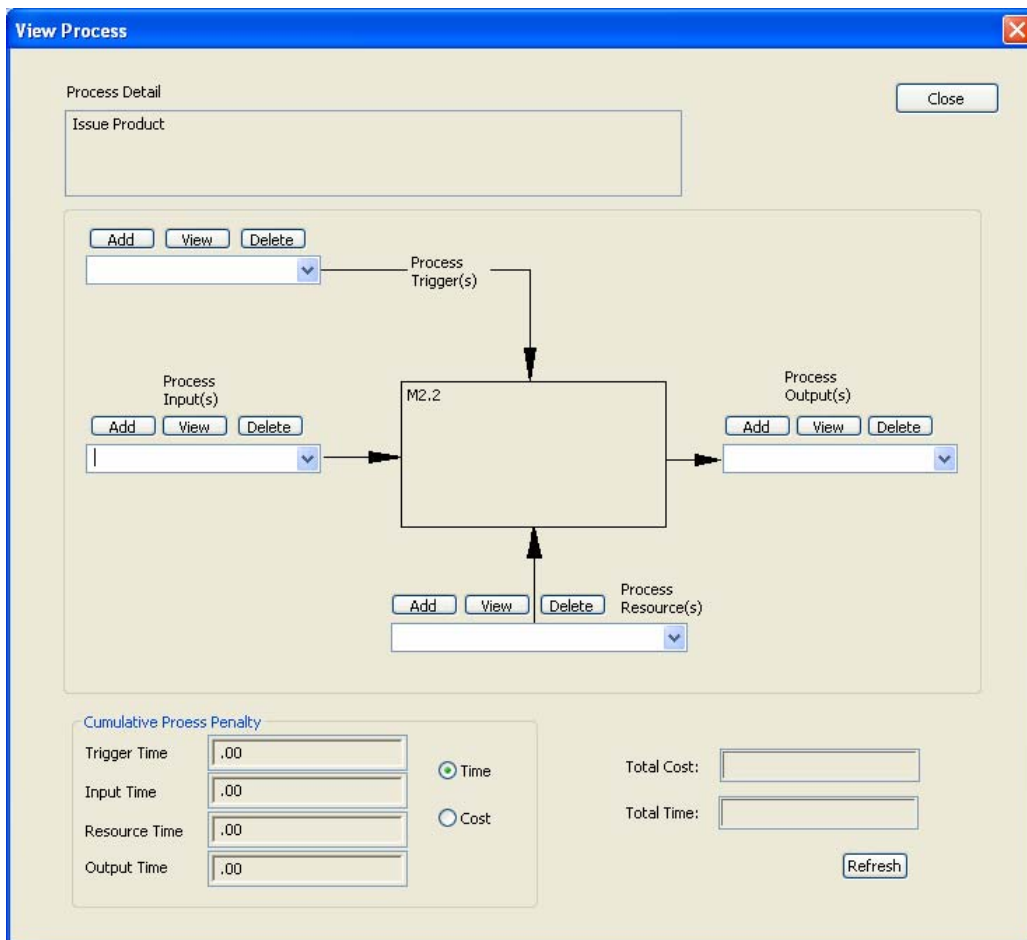 View Process
Process Detail
Close
Issue Product
Add View Delete
Process
Trigger(s)
Process
Input(s)
Add View Delete
M2.2
Process
Output(s)
Add View Delete
Add View Delete
Process
Resource(s)
Cumulative Proess Penalty
Trigger Time .00
Input Time .00
Resource Time .00
Output Time .00
Time
Cost
Total Cost:
Total Time:
Refresh